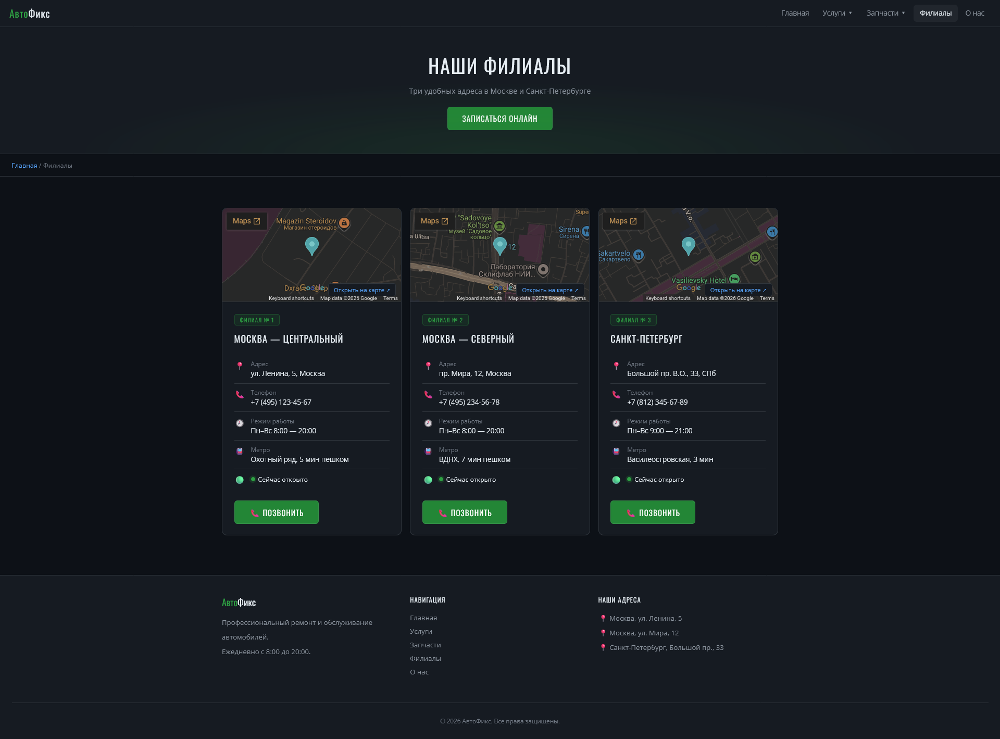 АвтоФикс
Главная
Услуги ▼
Запчасти ▼
Филиалы
О нас
НАШИ ФИЛИАЛЫ
Три удобных адреса в Москве и Санкт-Петербурге
ЗАПИСАТЬСЯ ОНЛАЙН
Главная / Филиалы
Maps
Magazin Steroidov
Магазин стероидов
Google
Открыть на карте ↗
Keyboard shortcuts Map data ©2026 Google Terms
ФИЛИАЛ № 1
МОСКВА — ЦЕНТРАЛЬНЫЙ
Адрес
ул. Ленина, 5, Москва
Телефон
+7 (495) 123-45-67
Режим работы
Пн–Вс 8:00 — 20:00
Метро
Охотный ряд, 5 мин пешком
Сейчас открыто
ПОЗВОНИТЬ
Maps
"Sadovoye
Kol'tso"
Музей "Садовое
кольцо"
a Ulitsa
Sirena
Сирена
12
Лаборатория
Склифлаб НИИ...
Google
Открыть на карте ↗
Keyboard shortcuts Map data ©2026 Google Terms
ФИЛИАЛ № 2
МОСКВА — СЕВЕРНЫЙ
Адрес
пр. Мира, 12, Москва
Телефон
+7 (495) 234-56-78
Режим работы
Пн–Вс 8:00 — 20:00
Метро
ВДНХ, 7 мин пешком
Сейчас открыто
ПОЗВОНИТЬ
Maps
V.o.
Sakartvelo
Сакартвело
Vasilievsky Hotel
Google
Открыть на карте ↗
Keyboard shortcuts Map data ©2026 Google Terms
ФИЛИАЛ № 3
САНКТ-ПЕТЕРБУРГ
Адрес
Большой пр. В.О., 33, СПб
Телефон
+7 (812) 345-67-89
Режим работы
Пн–Вс 9:00 — 21:00
Метро
Василеостровская, 3 мин
Сейчас открыто
ПОЗВОНИТЬ
АвтоФикс
Профессиональный ремонт и обслуживание
автомобилей.
Ежедневно с 8:00 до 20:00.
НАВИГАЦИЯ
Главная
Услуги
Запчасти
Филиалы
О нас
НАШИ АДРЕСА
Москва, ул. Ленина, 5
Москва, ул. Мира, 12
Санкт-Петербург, Большой пр., 33
© 2026 АвтоФикс. Все права защищены.